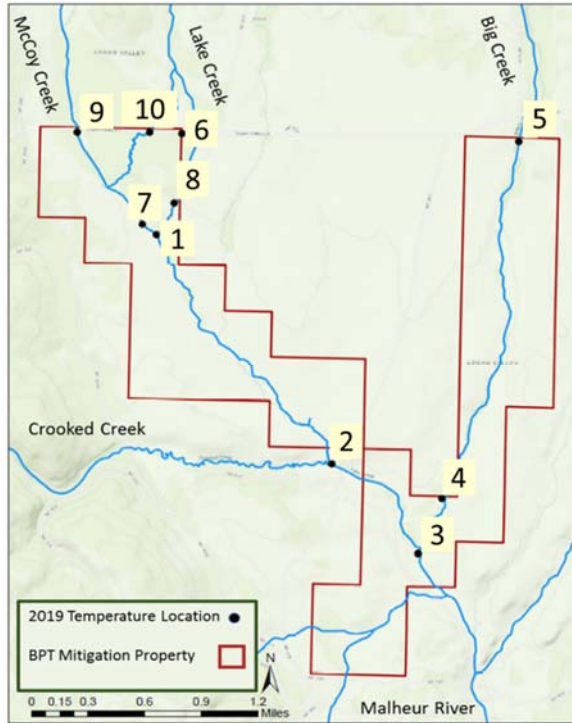 McCoy Creek
Lake Creek
Big Creek
9
10
6
5
8
7
1
Crooked Creek
2
4
3
2019 Temperature Location
BPT Mitigation Property
N
0 0.15 0.3 0.6 0.9 1.2
Miles
Malheur River